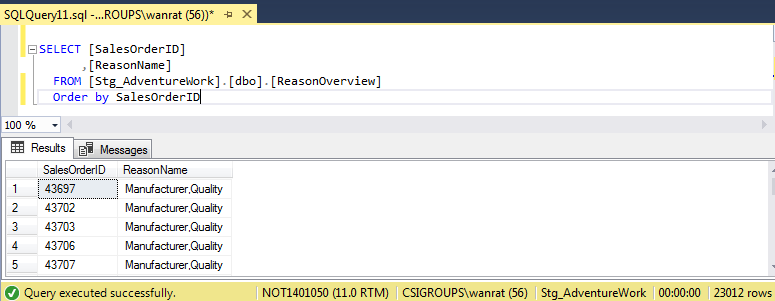 SQLQuery11.sql -...ROUPS\wanrat (56))*
SELECT [SalesOrderID]
,[ReasonName]
FROM [Stg_AdventureWork].[dbo].[ReasonOverview]
Order by SalesOrderID
100 %
Results Messages
SalesOrderID ReasonName
1 43697 Manufacturer,Quality
2 43702 Manufacturer,Quality
3 43703 Manufacturer,Quality
4 43706 Manufacturer,Quality
5 43707 Manufacturer,Quality
Query executed successfully. NOT1401050 (11.0 RTM) CSIGROUPS\wanrat (56) Stg_AdventureWork 00:00:00 23012 rows